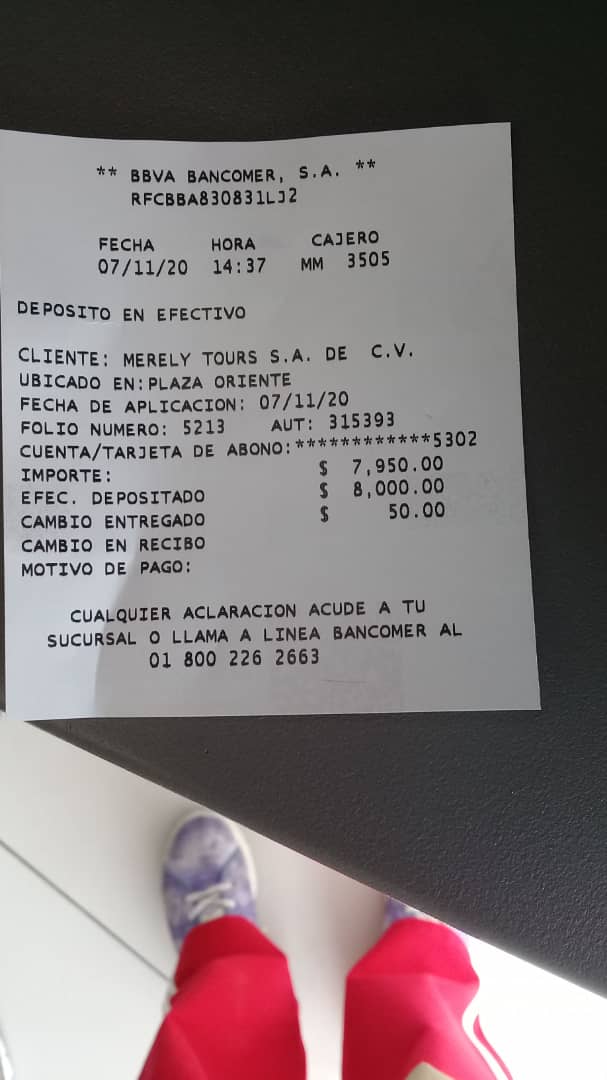 ** BBVA BANCOMER, S.A. **
RFCBBA830831LJ2
FECHA HORA CAJERO
07/11/20 14:37 MM 3505
DEPOSITO EN EFECTIVO
CLIENTE: MERELY TOURS S.A. DE C.V.
UBICADO EN:PLAZA ORIENTE
FECHA DE APLICACION: 07/11/20
FOLIO NUMERO: 5213 AUT: 315393
CUENTA/TARJETA DE ABONO:************5302
IMPORTE: $ 7,950.00
EFEC. DEPOSITADO $ 8,000.00
CAMBIO ENTREGADO $ 50.00
CAMBIO EN RECIBO
MOTIVO DE PAGO:
CUALQUIER ACLARACION ACUDE A TU
SUCURSAL O LLAMA A LINEA BANCOMER AL
01 800 226 2663